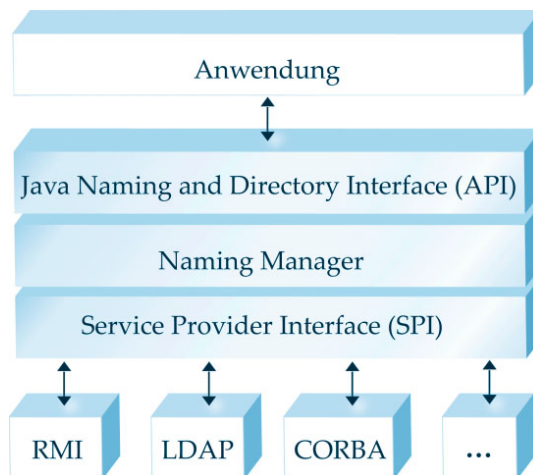 Anwendung
Java Naming and Directory Interface (API)
Naming Manager
Service Provider Interface (SPI)
RMI LDAP CORBA ...